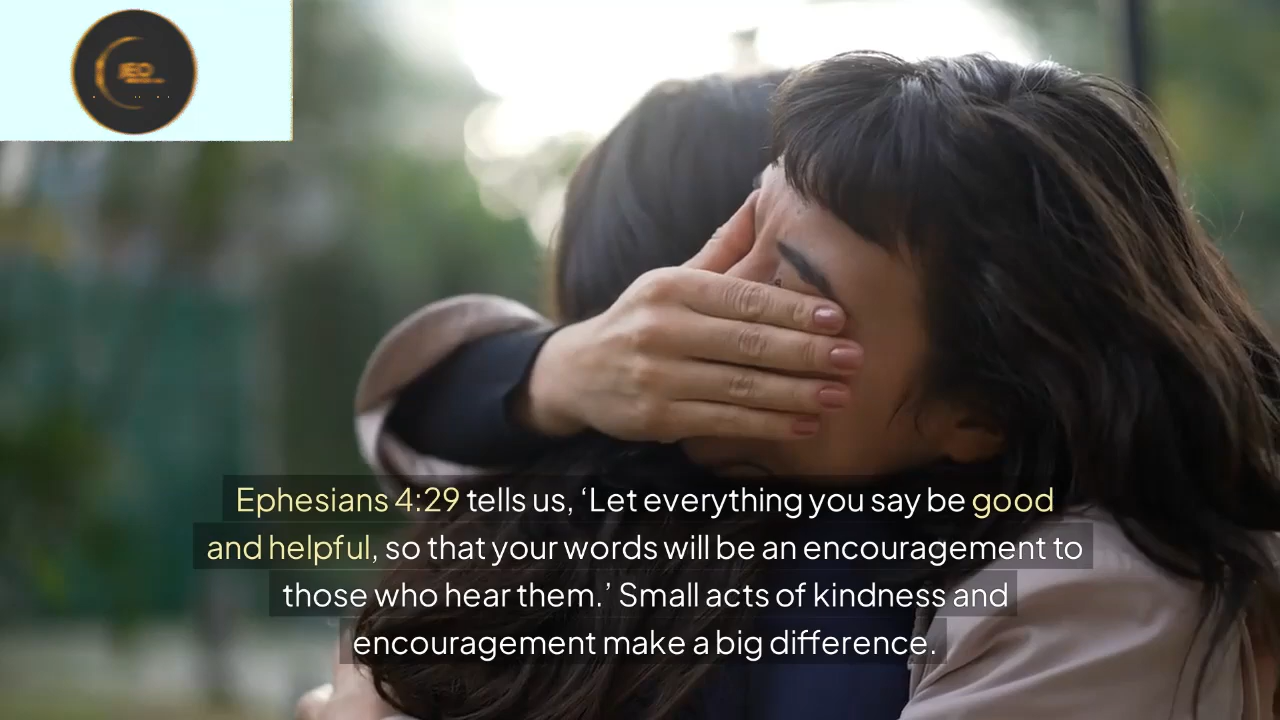 Ephesians 4:29 tells us, ‘Let everything you say be good
and helpful, so that your words will be an encouragement to
those who hear them.’ Small acts of kindness and
encouragement make a big difference.